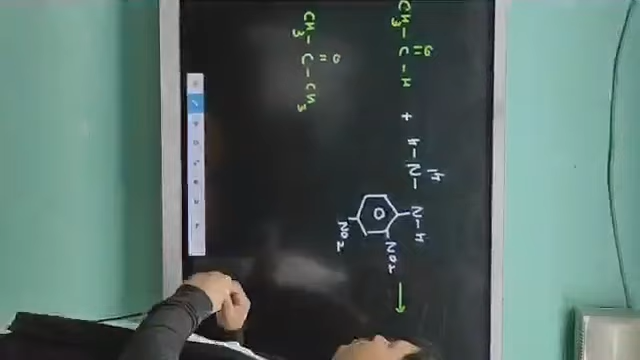 O H
||
CH3-C-H + H-N-N-H →
NO2
NO2
O
||
CH3-C-CH3